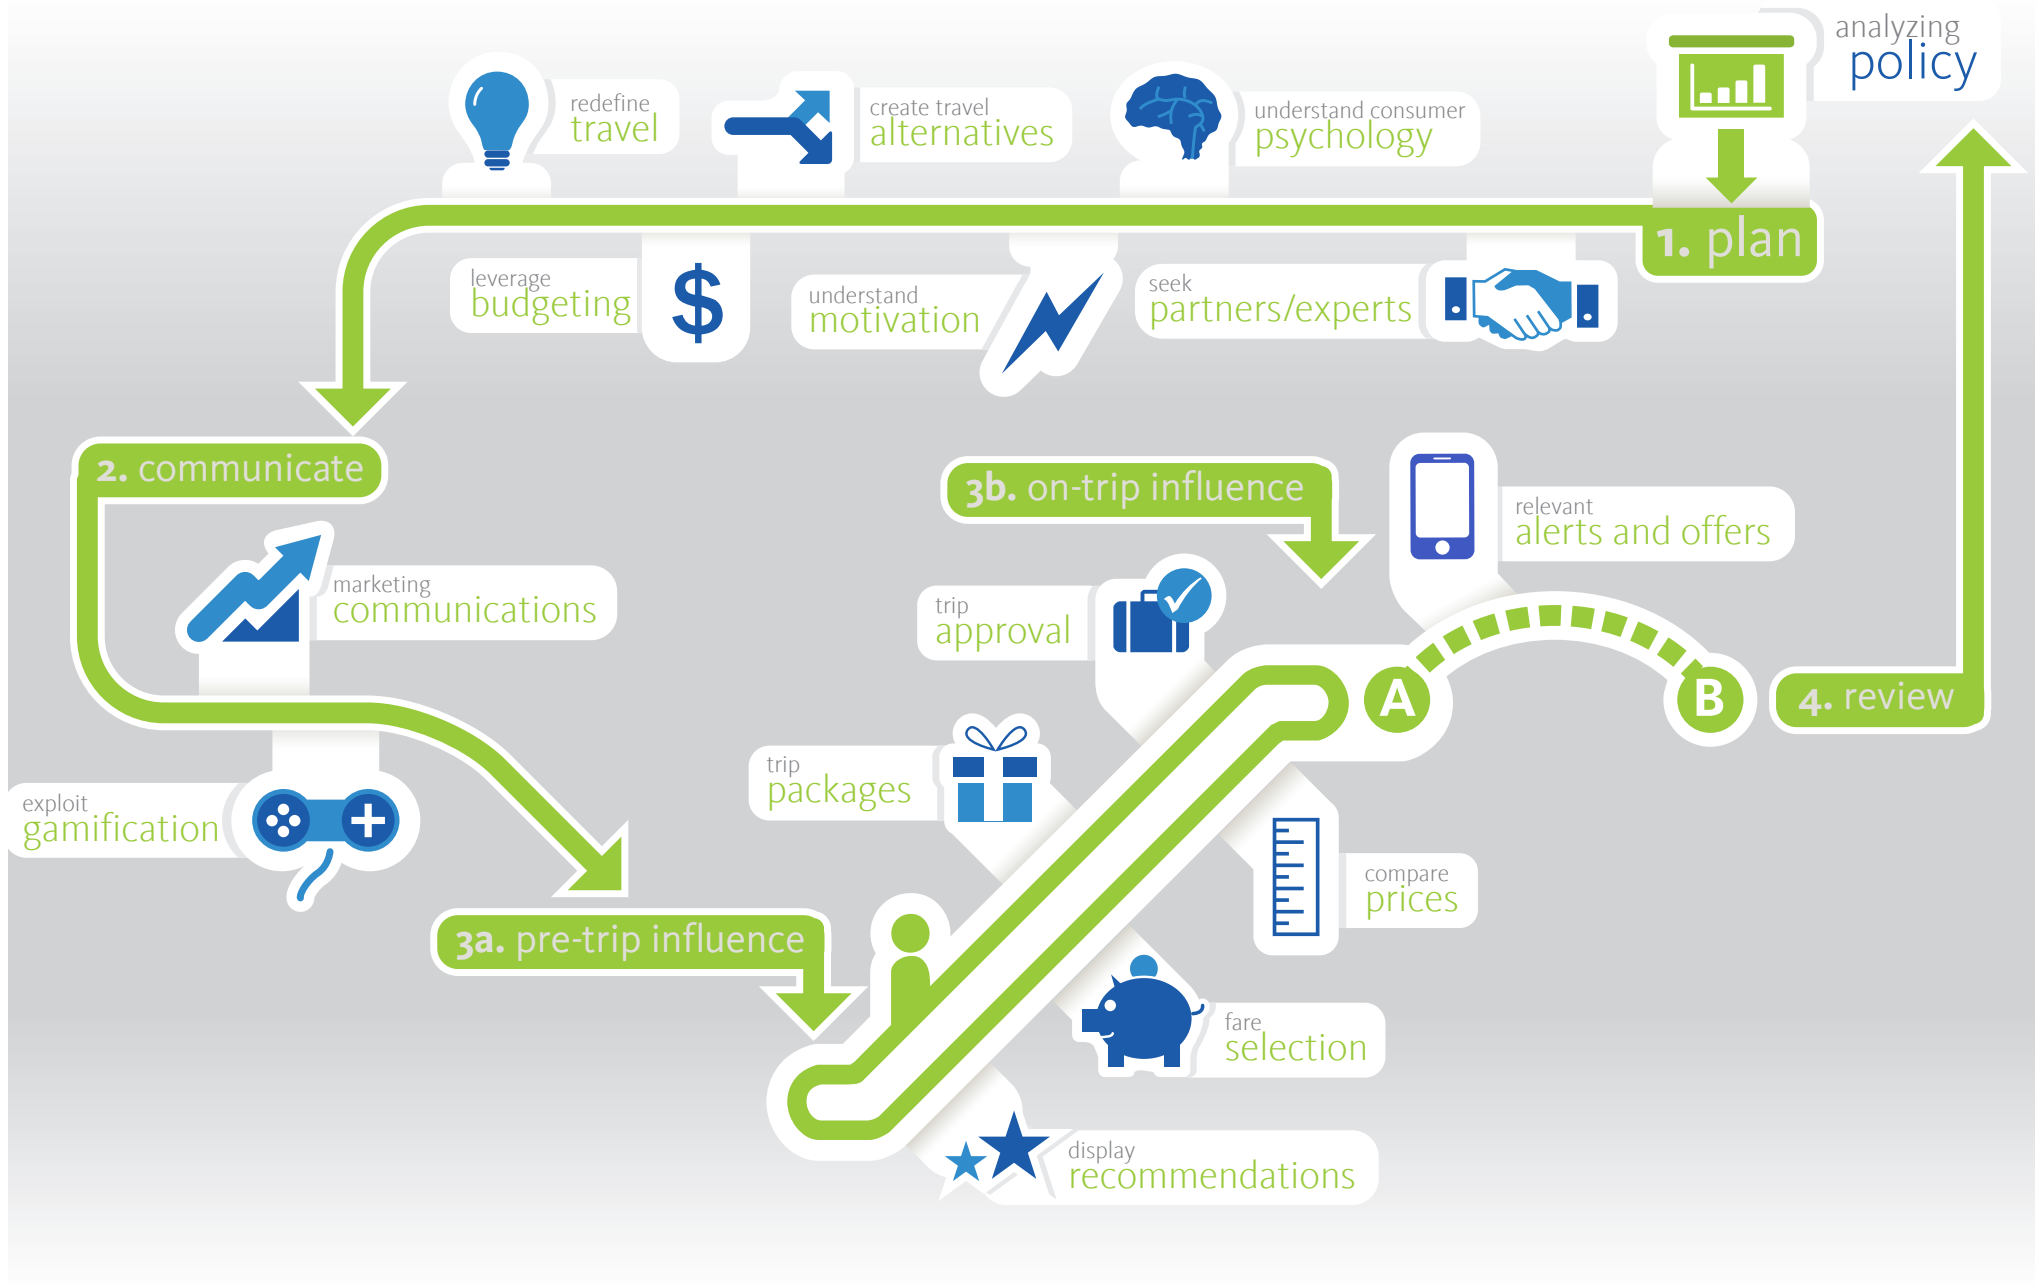 analyzing
policy
redefine
travel
create travel
alternatives
understand consumer
psychology
1. plan
leverage
budgeting
$
understand
motivation
seek
partners/experts
2. communicate
marketing
communications
exploit
gamification
3a. pre-trip influence
3b. on-trip influence
relevant
alerts and offers
trip
approval
trip
packages
A
B
4. review
compare
prices
fare
selection
display
recommendations